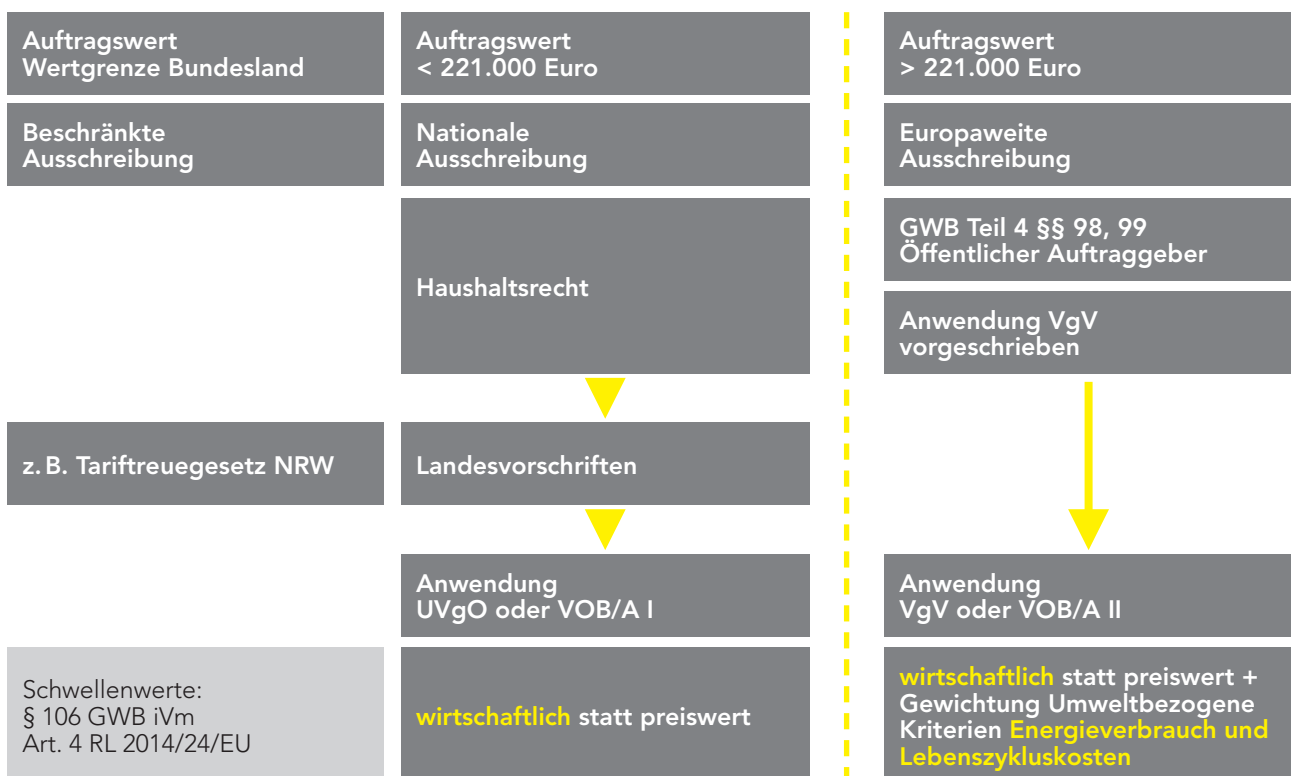 Auftragswert
Wertgrenze Bundesland
Auftragswert
< 221.000 Euro
Auftragswert
> 221.000 Euro
Beschränkte
Ausschreibung
Nationale
Ausschreibung
Europaweite
Ausschreibung
Haushaltsrecht
GWB Teil 4 §§ 98, 99
Öffentlicher Auftraggeber
Anwendung VgV
vorgeschrieben
z. B. Tariftreuegesetz NRW
Landesvorschriften
Anwendung
UVgO oder VOB/A I
Anwendung
VgV oder VOB/A II
Schwellenwerte:
§ 106 GWB iVm
Art. 4 RL 2014/24/EU
wirtschaftlich statt preiswert
wirtschaftlich statt preiswert +
Gewichtung Umweltbezogene
Kriterien Energieverbrauch und
Lebenszykluskosten